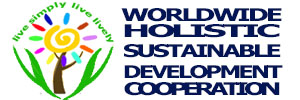 live simply live lively
WORLDWIDE
HOLISTIC
SUSTAINABLE
DEVELOPMENT
COOPERATION